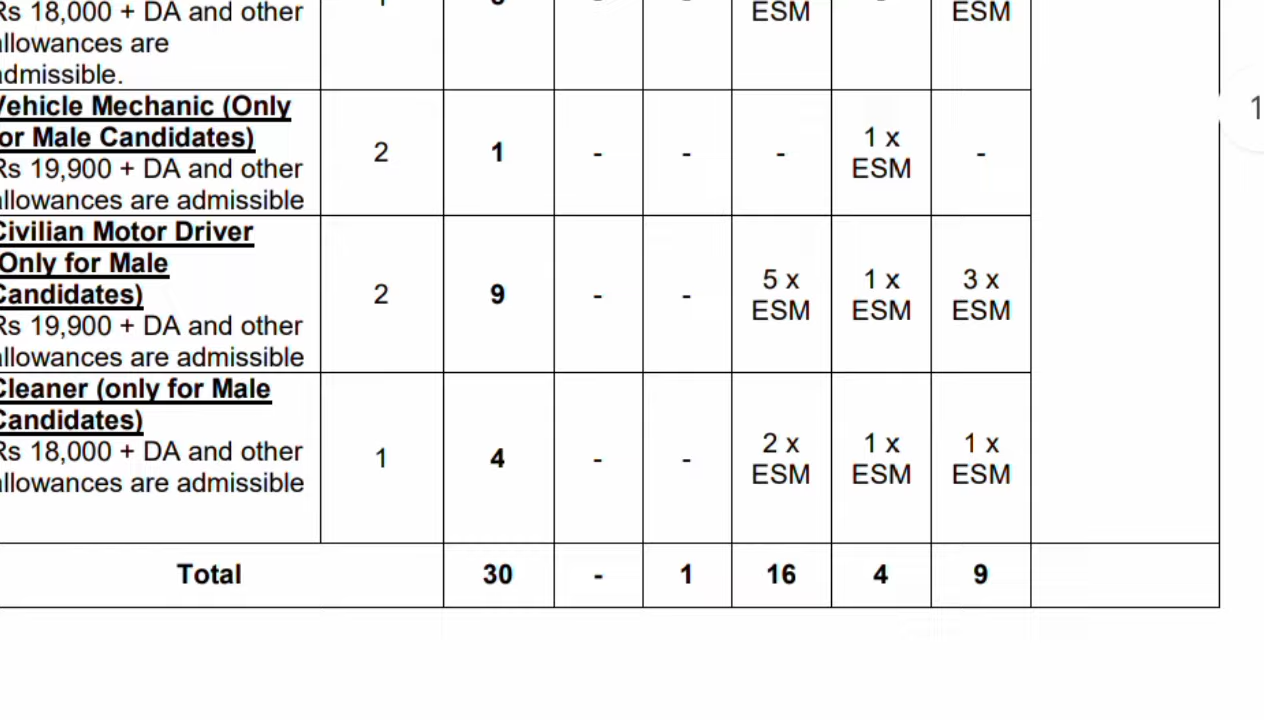 Rs 18,000 + DA and other
allowances are
admissible.
ESM
-
ESM
Vehicle Mechanic (Only
for Male Candidates)
Rs 19,900 + DA and other
allowances are admissible
2
1
-
-
-
1 x
ESM
-
Civilian Motor Driver
(Only for Male
Candidates)
Rs 19,900 + DA and other
allowances are admissible
2
9
-
-
5 x
ESM
1 x
ESM
3 x
ESM
Cleaner (only for Male
Candidates)
Rs 18,000 + DA and other
allowances are admissible
1
4
-
-
2 x
ESM
1 x
ESM
1 x
ESM
Total
30
-
1
16
4
9
1